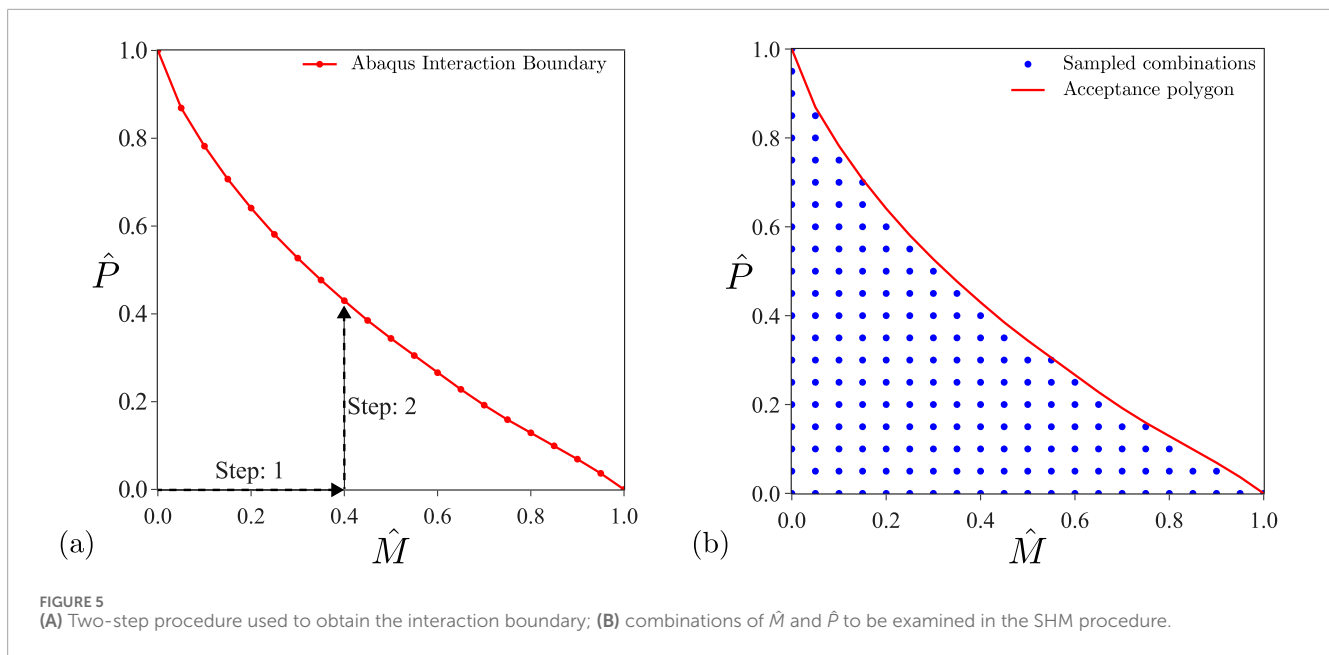 1.0
0.8
0.6
0.4
0.2
0.0
P̂
Abaqus Interaction Boundary
Step: 2
Step: 1
0.0 0.2 0.4 0.6 0.8 1.0
(a)
M̂
1.0
0.8
0.6
0.4
0.2
0.0
P̂
Sampled combinations
Acceptance polygon
0.0 0.2 0.4 0.6 0.8 1.0
(b)
M̂
FIGURE 5
(A) Two-step procedure used to obtain the interaction boundary; (B) combinations of M̂ and P̂ to be examined in the SHM procedure.